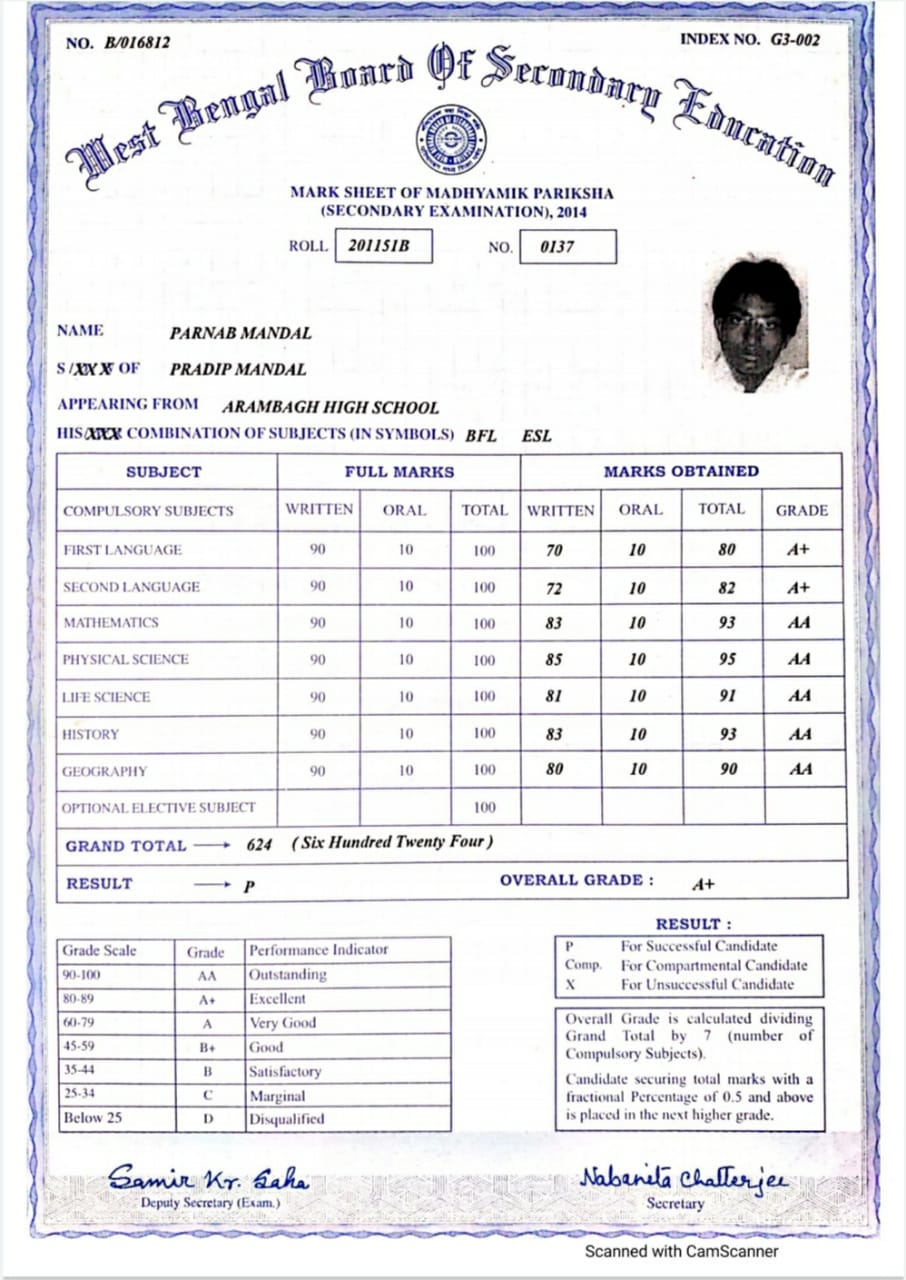 NO. B/016812
INDEX NO. G3-002
West Bengal Board Of Secondary Education
MARK SHEET OF MADHYAMIK PARIKSHA
(SECONDARY EXAMINATION), 2014
ROLL 201151B NO. 0137
NAME PARNAB MANDAL
S /XXX OF PRADIP MANDAL
APPEARING FROM ARAMBAGH HIGH SCHOOL
HIS/XXX COMBINATION OF SUBJECTS (IN SYMBOLS) BFL ESL
SUBJECT FULL MARKS MARKS OBTAINED
COMPULSORY SUBJECTS WRITTEN ORAL TOTAL WRITTEN ORAL TOTAL GRADE
FIRST LANGUAGE 90 10 100 70 10 80 A+
SECOND LANGUAGE 90 10 100 72 10 82 A+
MATHEMATICS 90 10 100 83 10 93 AA
PHYSICAL SCIENCE 90 10 100 85 10 95 AA
LIFE SCIENCE 90 10 100 81 10 91 AA
HISTORY 90 10 100 83 10 93 AA
GEOGRAPHY 90 10 100 80 10 90 AA
OPTIONAL ELECTIVE SUBJECT 100
GRAND TOTAL → 624 ( Six Hundred Twenty Four )
RESULT → P OVERALL GRADE : A+
Grade Scale Grade Performance Indicator
90-100 AA Outstanding
80-89 A+ Excellent
60-79 A Very Good
45-59 B+ Good
35-44 B Satisfactory
25-34 C Marginal
Below 25 D Disqualified
RESULT :
P For Successful Candidate
Comp. For Compartmental Candidate
X For Unsuccessful Candidate
Overall Grade is calculated dividing
Grand Total by 7 (number of
Compulsory Subjects).
Candidate securing total marks with a
fractional Percentage of 0.5 and above
is placed in the next higher grade.
Samir Kr. Saha
Deputy Secretary (Exam.)
Nabanita Chatterjee
Secretary
Scanned with CamScanner